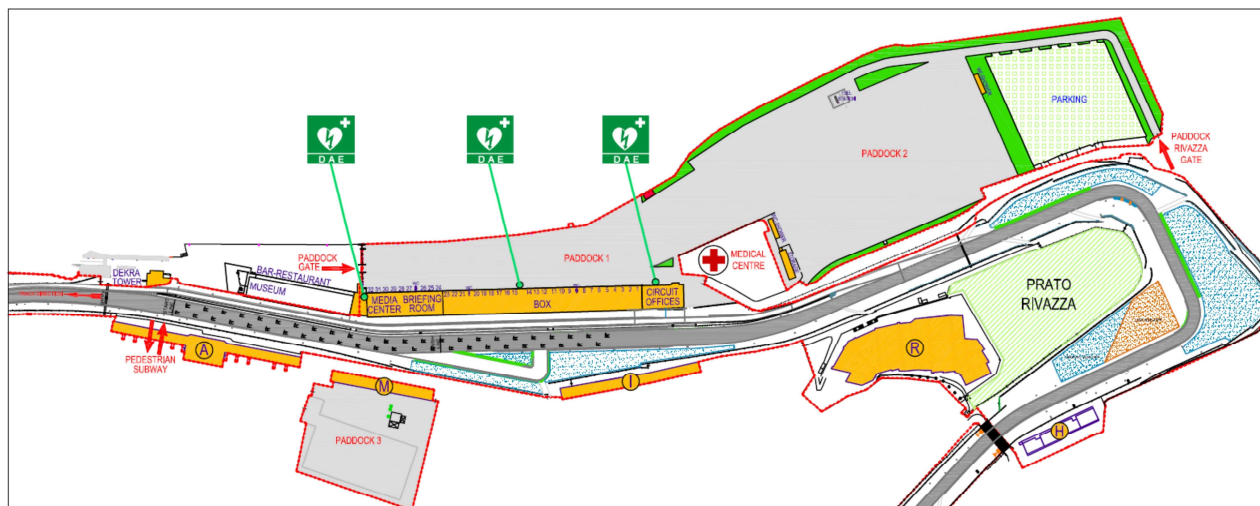 DAE
DAE
DAE
PARKING
PADDOCK
RIVAZZA
GATE
PADDOCK 2
PADDOCK 1
PADDOCK
GATE
MEDICAL
CENTRE
DEKRA
TOWER
BAR-RESTAURANT
MUSEUM
MEDIA
CENTER
BRIEFING
ROOM
BOX
CIRCUIT
OFFICES
PRATO
RIVAZZA
PEDESTRIAN
SUBWAY
A
M
I
R
H
PADDOCK 3